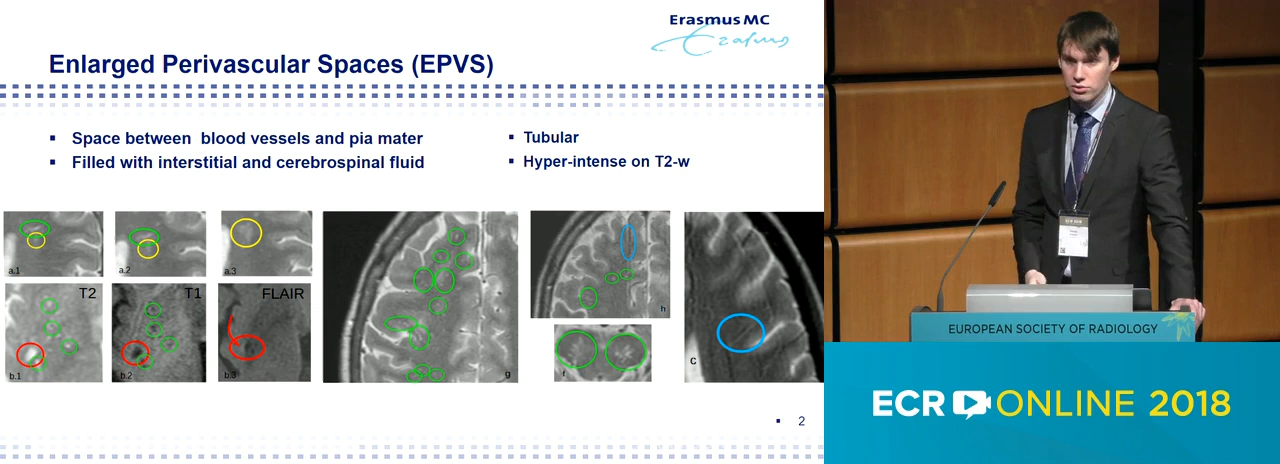 Erasmus MC
Erasmus
Enlarged Perivascular Spaces (EPVS)
▪ Space between blood vessels and pia mater
▪ Filled with interstitial and cerebrospinal fluid
▪ Tubular
▪ Hyper-intense on T2-w
a.1
a.2
a.3
T2
T1
FLAIR
b.1
b.2
b.3
g
h
f
c
▪ 2
EUROPEAN SOCIETY OF RADIOLOGY
ECR ONLINE 2018